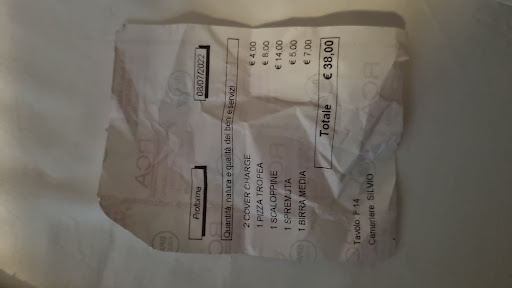 Proforma 08/07/2022
Quantità, natura e qualità dei beni e servizi
2 COVER CHARGE € 4,00
1 PIZZA TROPEA € 8,00
1 SCALOPPINE € 14,00
1 SPREMUTA € 5,00
1 BIRRA MEDIA € 7,00
Totale € 38,00
Tavolo P 14
Cameriere SILVIO